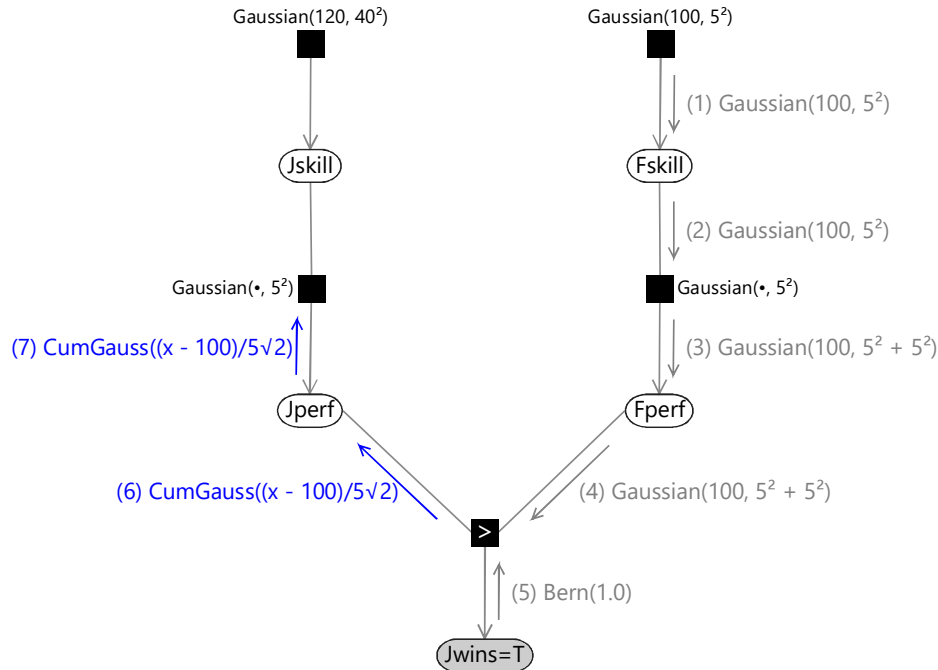 Gaussian(120, 40²)
Gaussian(100, 5²)
(1) Gaussian(100, 5²)
Jskill
Fskill
(2) Gaussian(100, 5²)
Gaussian(•, 5²)
Gaussian(•, 5²)
(7) CumGauss((x - 100)/5√2)
(3) Gaussian(100, 5² + 5²)
Jperf
Fperf
(6) CumGauss((x - 100)/5√2)
(4) Gaussian(100, 5² + 5²)
>
(5) Bern(1.0)
Jwins=T